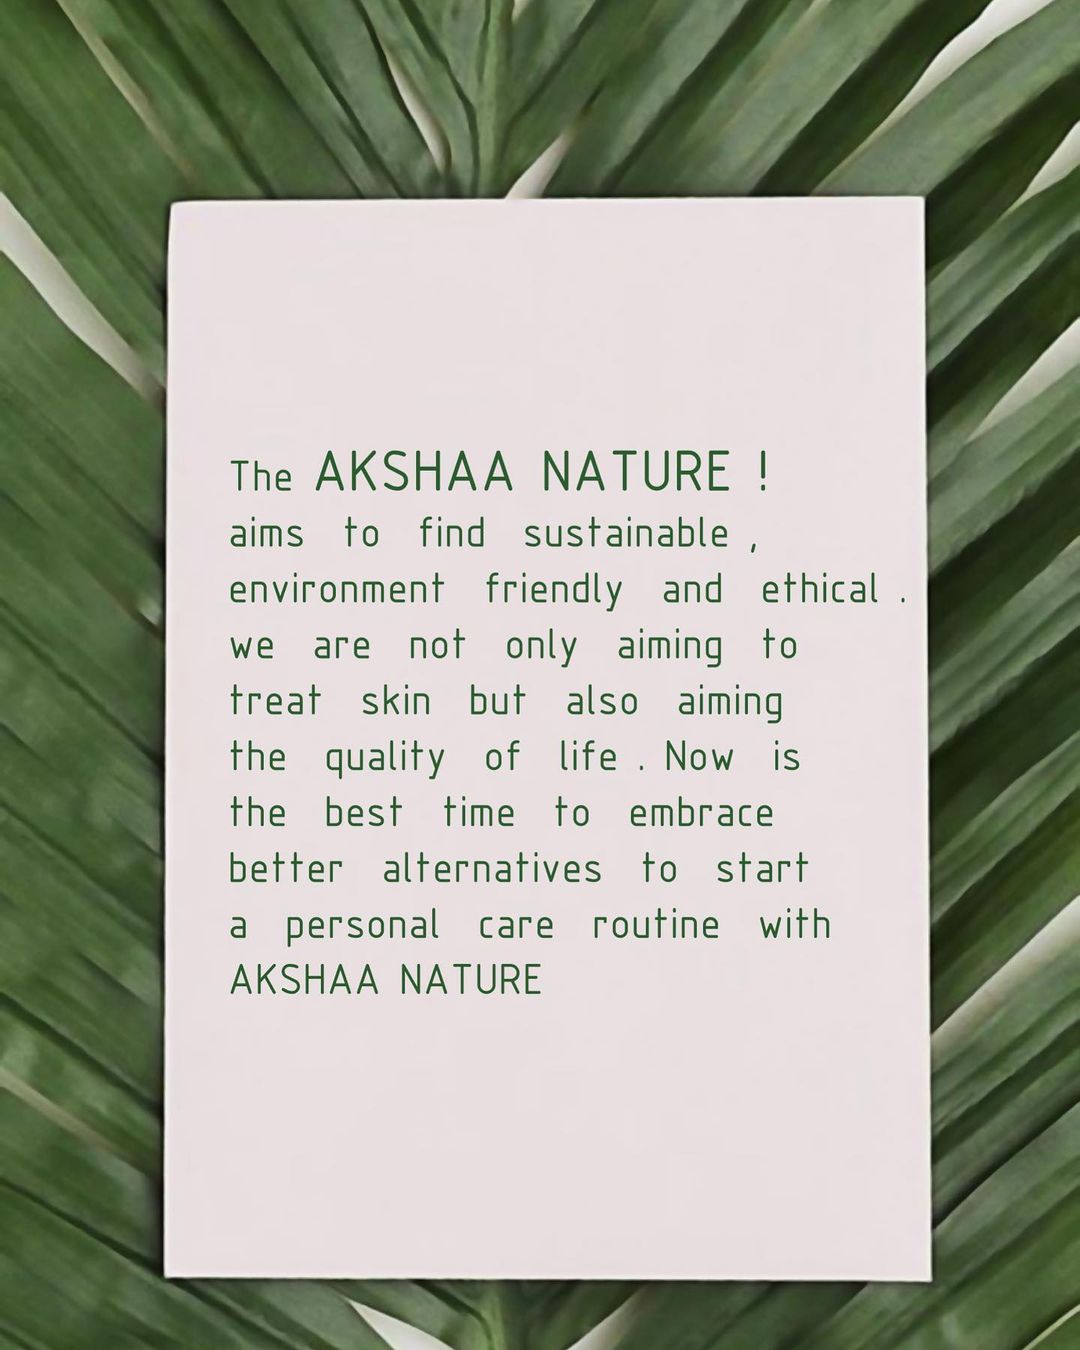 The AKSHAA NATURE !
aims to find sustainable ,
environment friendly and ethical .
we are not only aiming to
treat skin but also aiming
the quality of life . Now is
the best time to embrace
better alternatives to start
a personal care routine with
AKSHAA NATURE